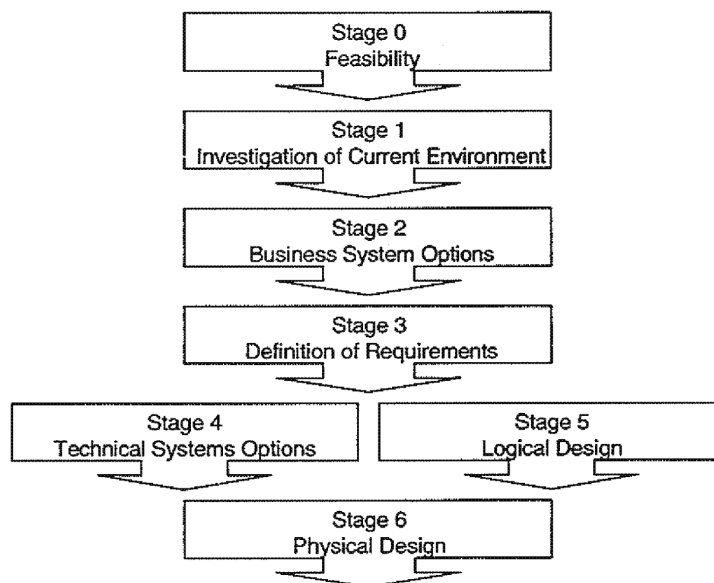 Stage 0
Feasibility
Stage 1
Investigation of Current Environment
Stage 2
Business System Options
Stage 3
Definition of Requirements
Stage 4
Technical Systems Options
Stage 5
Logical Design
Stage 6
Physical Design